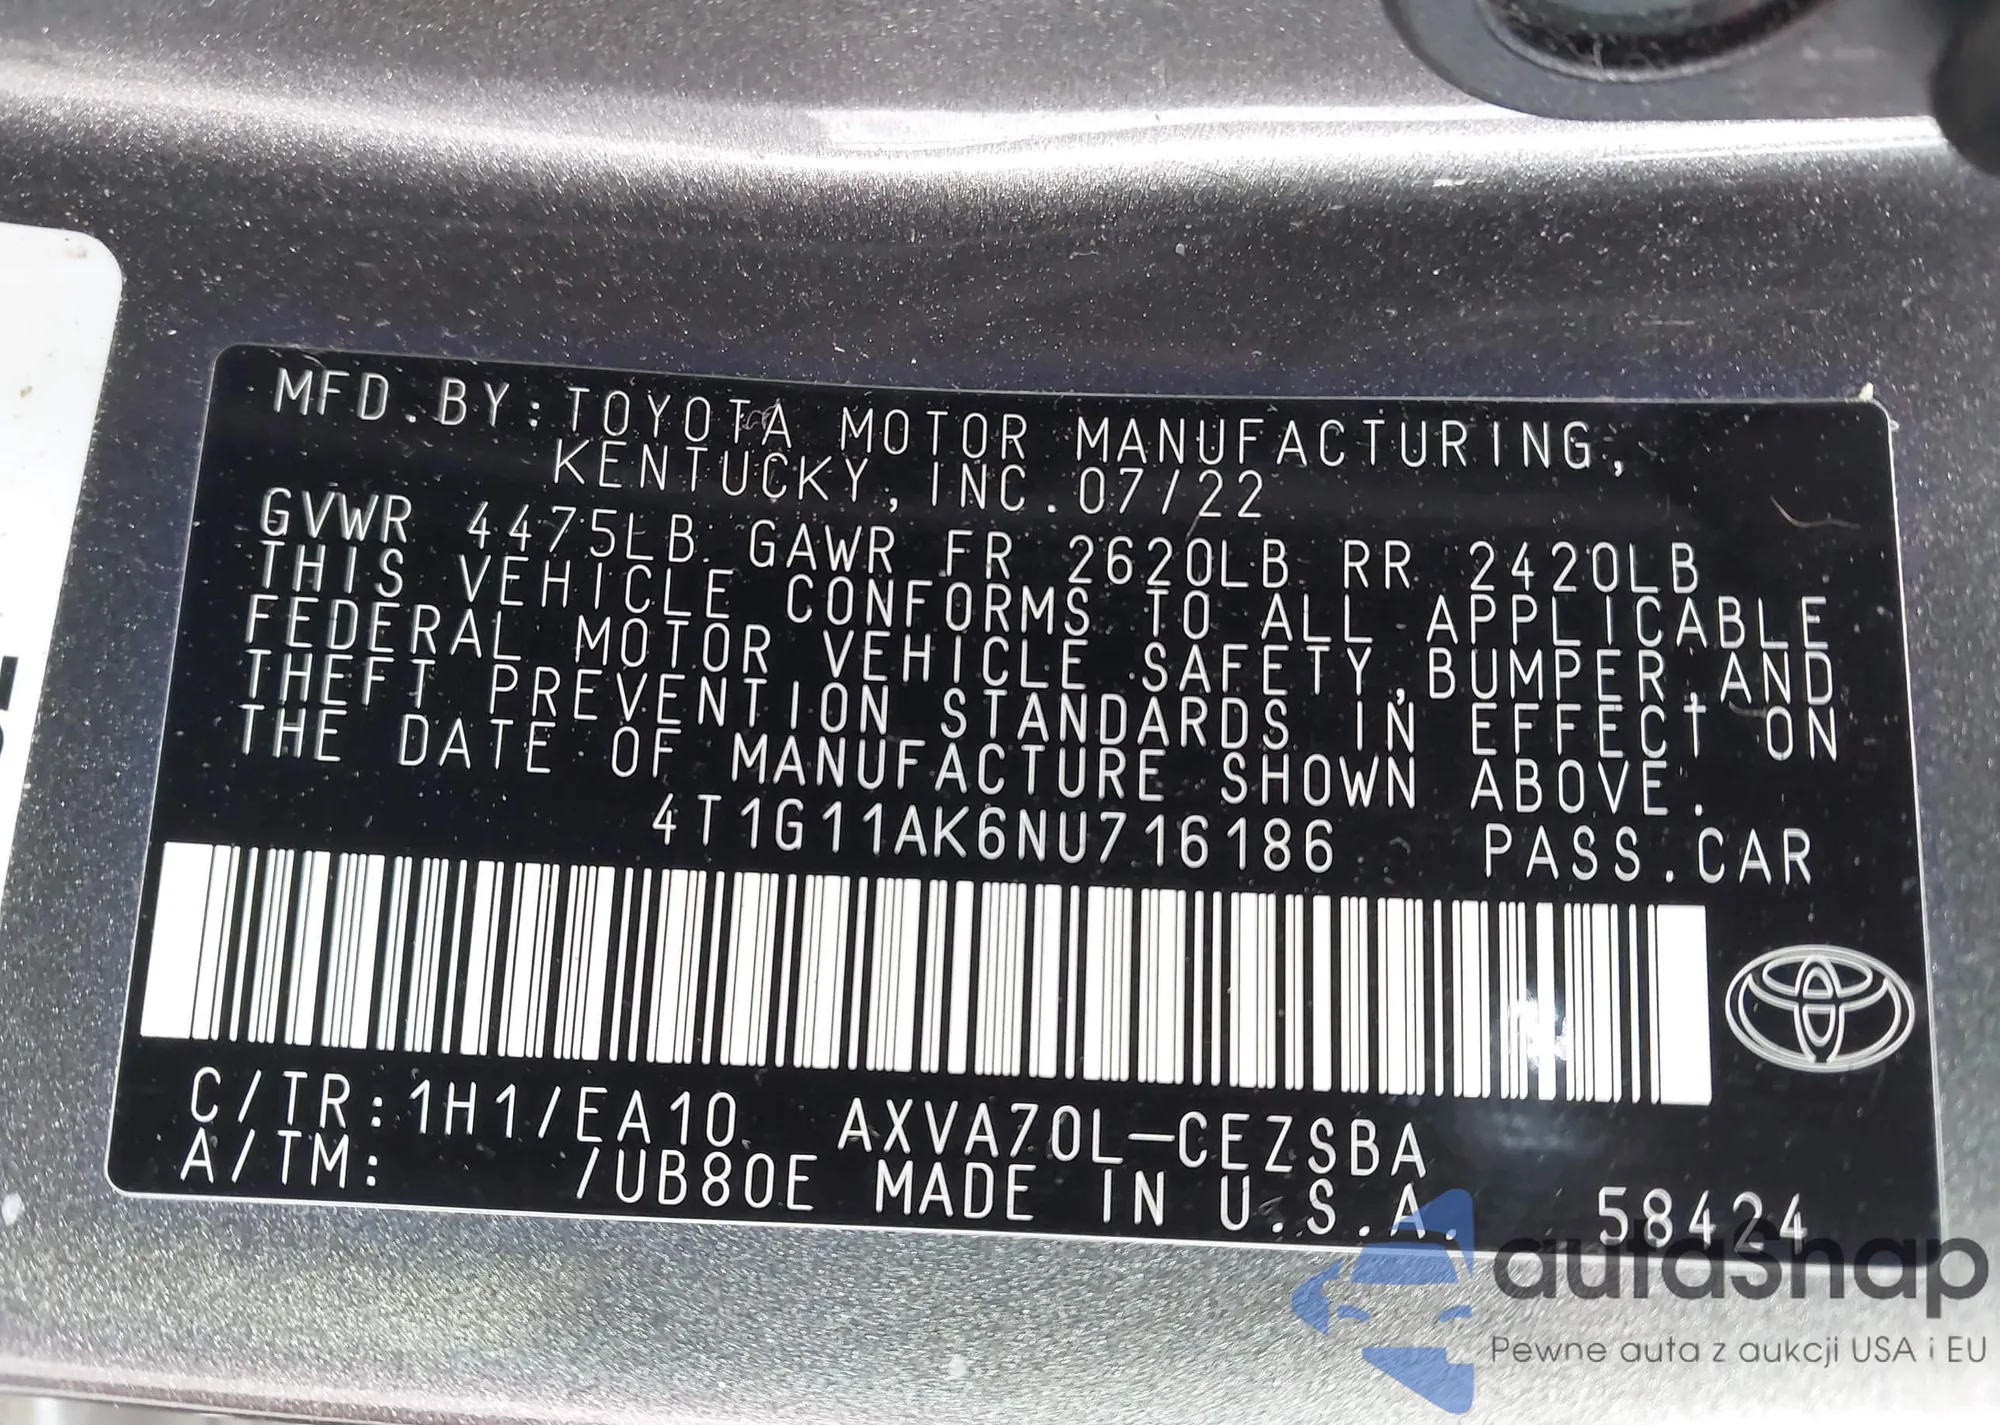 MFD.BY:TOYOTA MOTOR MANUFACTURING,
KENTUCKY,INC.07/22
GVWR 4475LB GAWR FR 2620LB RR 2420LB
THIS VEHICLE CONFORMS TO ALL APPLICABLE
FEDERAL MOTOR VEHICLE SAFETY,BUMPER,AND
THEFT PREVENTION STANDARDS IN EFFECT ON
THE DATE OF MANUFACTURE SHOWN ABOVE.
4T1G11AK6NU716186 PASS.CAR
C/TR:1H1/EA10 AXVA70L-CEZSBA
A/TM: /UB80E MADE IN U.S.A. 58424
autaSnap
Pewne auta z aukcji USA i EU